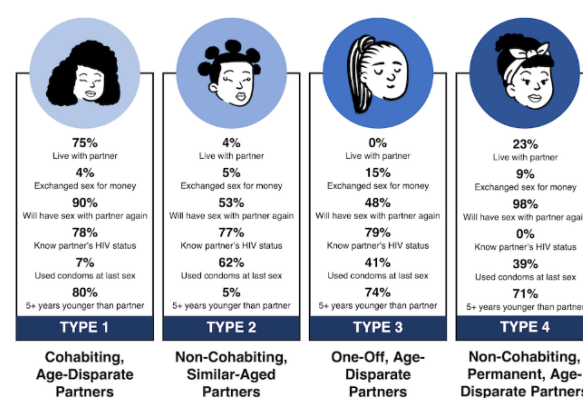 75%
Live with partner
4%
Exchanged sex for money
90%
Will have sex with partner again
78%
Know partner's HIV status
7%
Used condoms at last sex
80%
5+ years younger than partner
TYPE 1
Cohabiting,
Age-Disparate
Partners
4%
Live with partner
5%
Exchanged sex for money
53%
Will have sex with partner again
77%
Know partner's HIV status
62%
Used condoms at last sex
5%
5+ years younger than partner
TYPE 2
Non-Cohabiting,
Similar-Aged
Partners
0%
Live with partner
15%
Exchanged sex for money
48%
Will have sex with partner again
79%
Know partner's HIV status
41%
Used condoms at last sex
74%
5+ years younger than partner
TYPE 3
One-Off, Age-
Disparate
Partners
23%
Live with partner
9%
Exchanged sex for money
98%
Will have sex with partner again
0%
Know partner's HIV status
39%
Used condoms at last sex
71%
5+ years younger than partner
TYPE 4
Non-Cohabiting,
Permanent, Age-
Disparate Partners